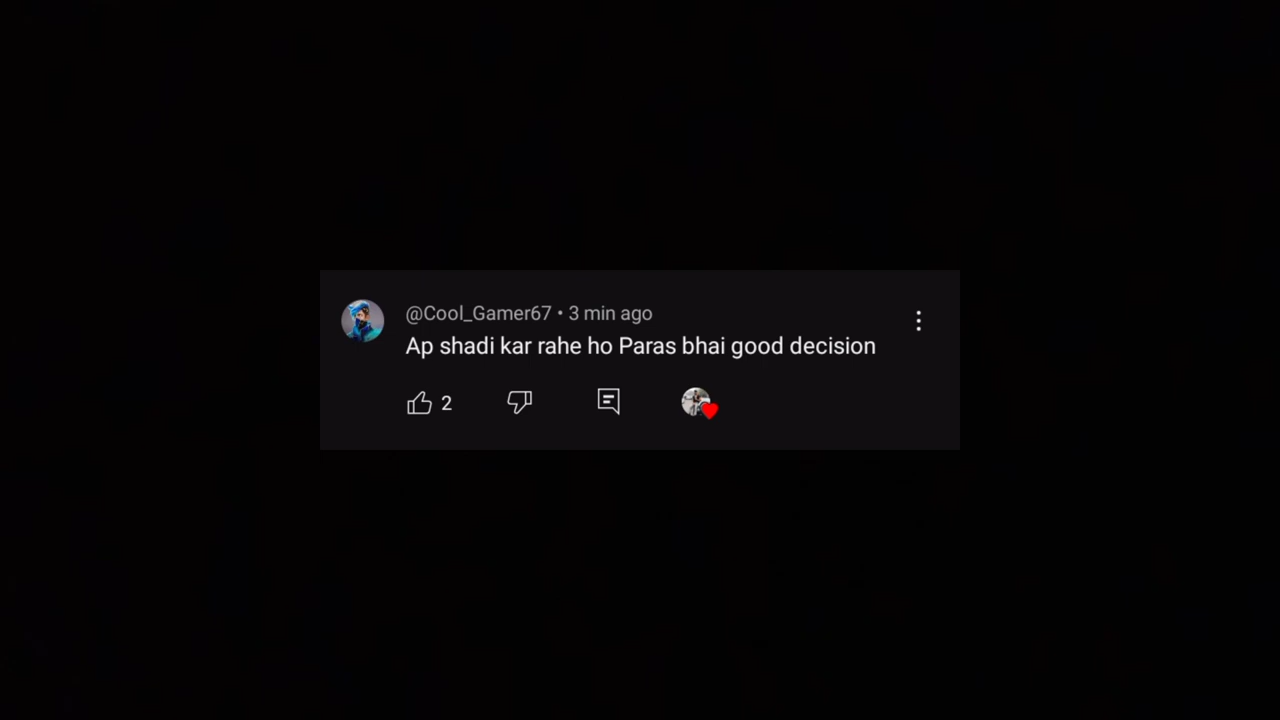 @Cool_Gamer67 • 3 min ago
Ap shadi kar rahe ho Paras bhai good decision
2